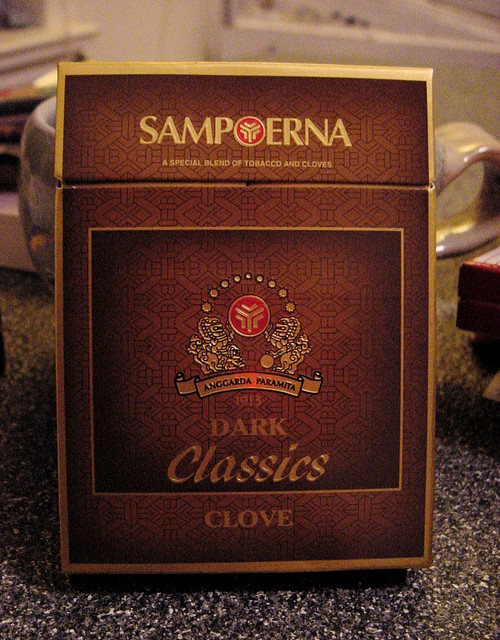 SAMPOERNA
A SPECIAL BLEND OF TOBACCO AND CLOVES
ANGGARDA PARAMITA
1913
DARK
Classics
CLOVE